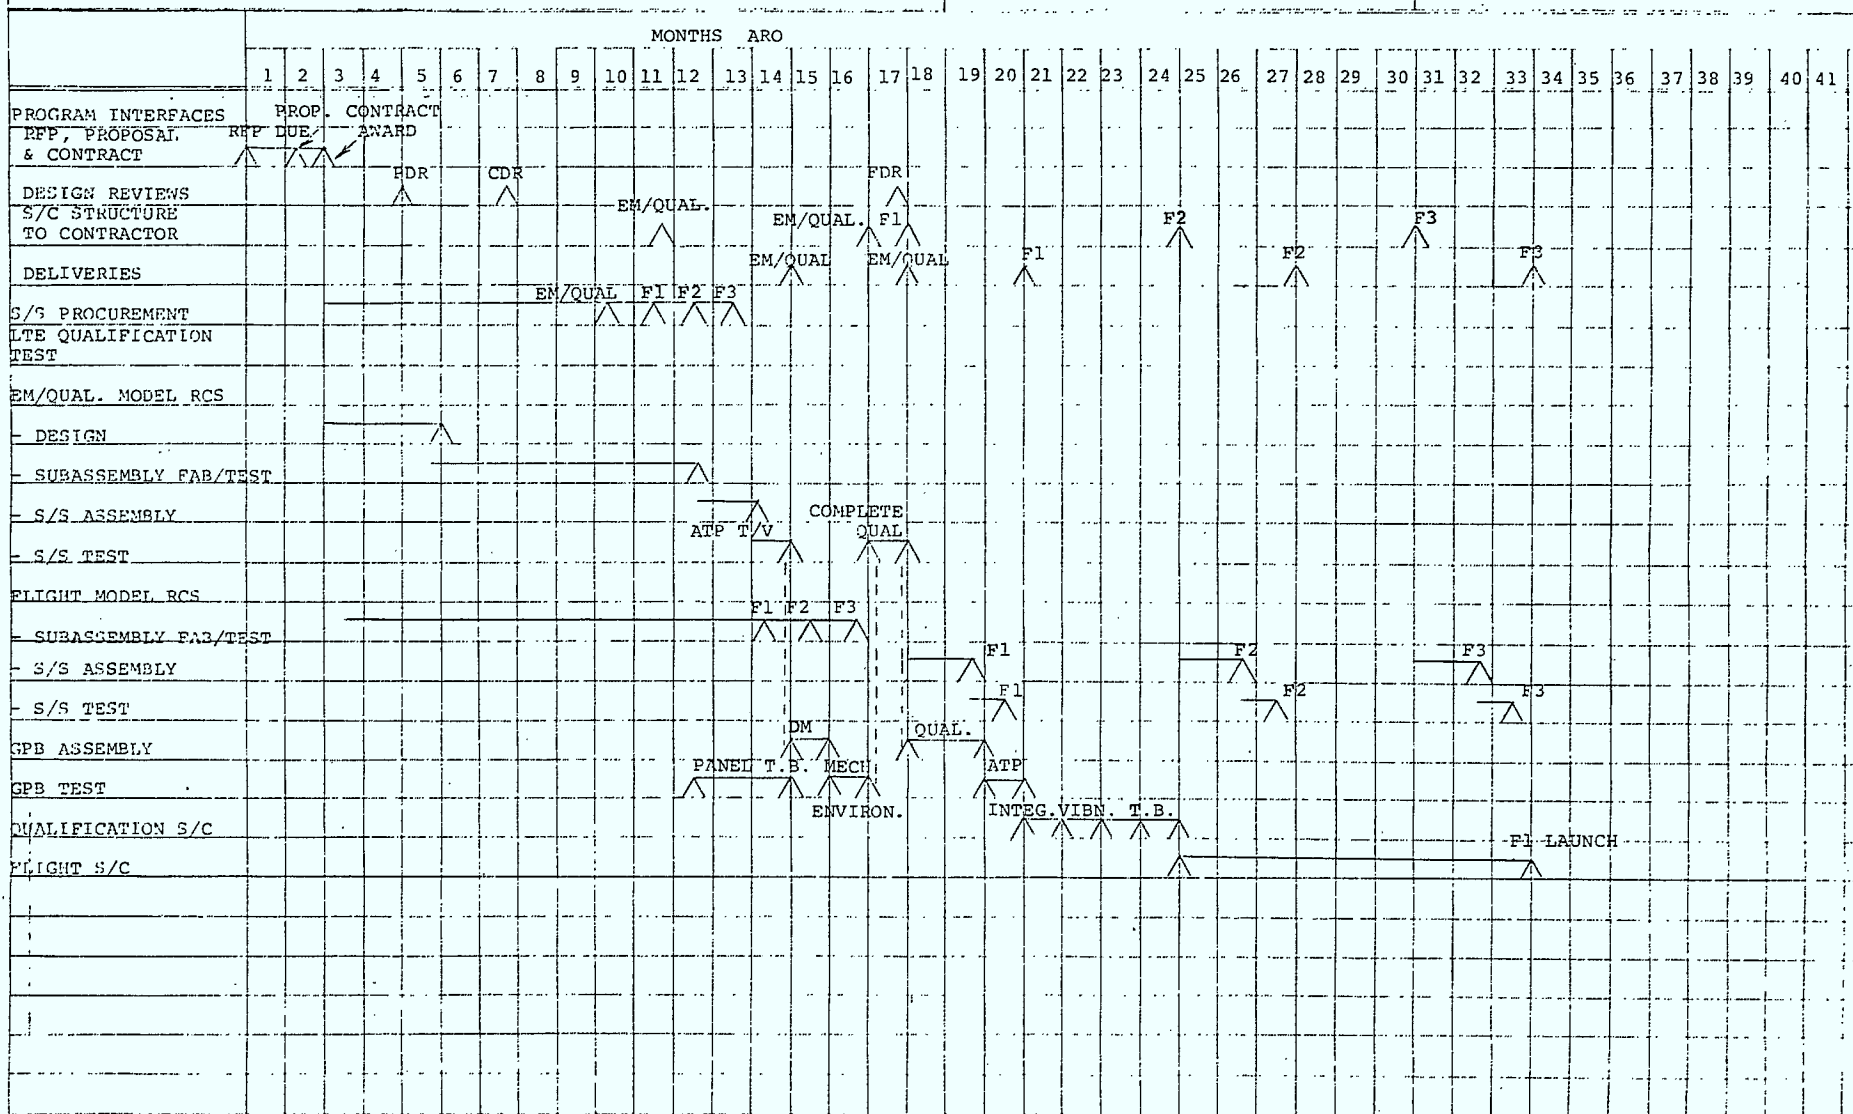 MONTHS ARO
1 2 3 4 5 6 7 8 9 10 11 12 13 14 15 16 17 18 19 20 21 22 23 24 25 26 27 28 29 30 31 32 33 34 35 36 37 38 39 40 41
PROGRAM INTERFACES
PROP. CONTRACT
RFP, PROPOSAL RFP DUE AWARD
& CONTRACT
PDR CDR FDR
DESIGN REVIEWS
S/C STRUCTURE EM/QUAL. EM/QUAL. F1 F2 F3
TO CONTRACTOR
EM/QUAL EM/QUAL F1 F2 F3
DELIVERIES
EM/QUAL F1 F2 F3
S/S PROCUREMENT
LTE QUALIFICATION
TEST
EM/QUAL. MODEL RCS
- DESIGN
- SUBASSEMBLY FAB/TEST
- S/S ASSEMBLY COMPLETE
ATP T/V QUAL
- S/S TEST
FLIGHT MODEL RCS
F1 F2 F3
- SUBASSEMBLY FAB/TEST
F1 F2 F3
- S/S ASSEMBLY
F1 F2 F3
- S/S TEST
DM QUAL.
GPB ASSEMBLY
PANEL T.B. MECH ATP
GPB TEST
ENVIRON. INTEG. VIBN. T.B.
QUALIFICATION S/C
F1 LAUNCH
FLIGHT S/C